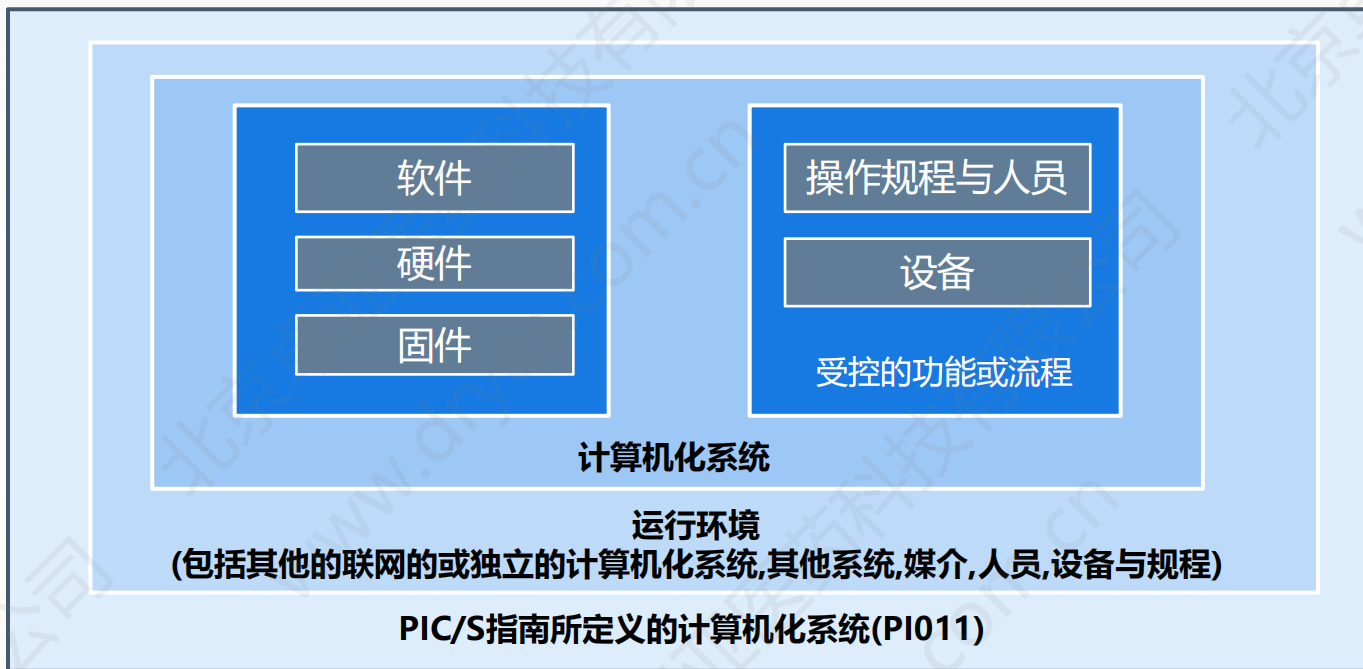 软件
硬件
固件
操作规程与人员
设备
受控的功能或流程
计算机化系统
运行环境
(包括其他的联网的或独立的计算机化系统,其他系统,媒介,人员,设备与规程)
PIC/S指南所定义的计算机化系统(PI011)